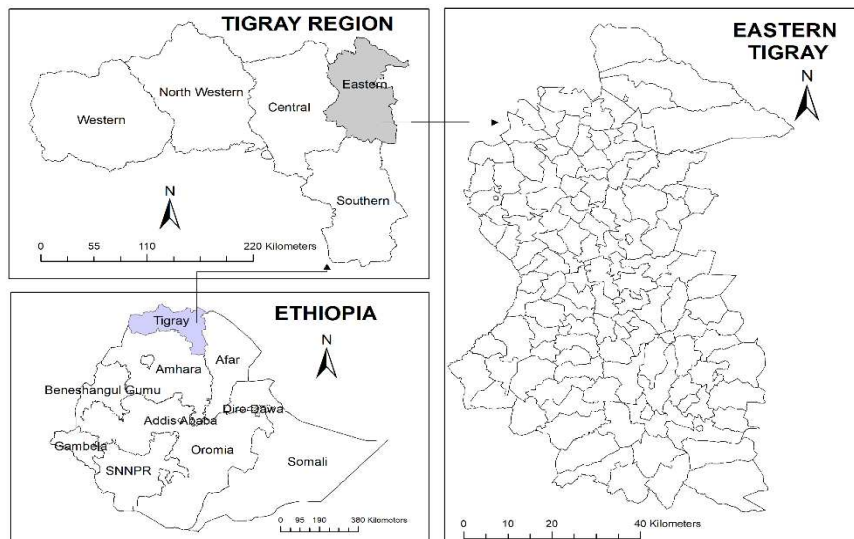 TIGRAY REGION
Eastern
North Western
Western
Central
N
Southern
0 55 110 220 Kilometers
ETHIOPIA
Tigray
N
Afar
Amhara
Beneshangul Gumu
Dire-Dawa
Addis Ababa
Gambela
Oromia
SNNPR
Somali
0 95 190 380 Kilomotors
EASTERN
TIGRAY
N
0 10 20 40 Kilometers